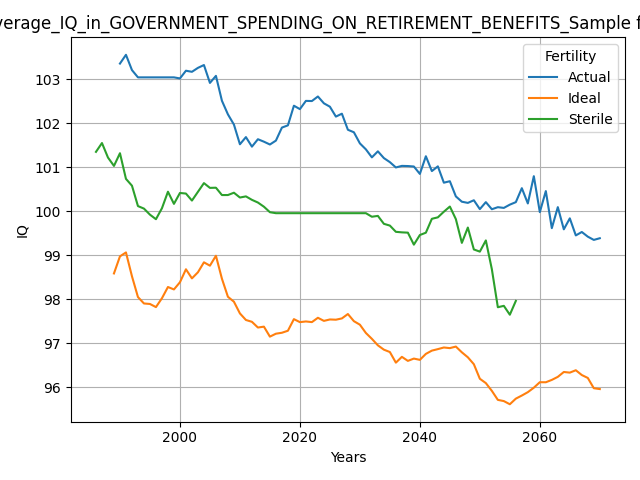 verage_IQ_in_GOVERNMENT_SPENDING_ON_RETIREMENT_BENEFITS_Sample f
Fertility
Actual
Ideal
Sterile
103
102
101
100
99
98
97
96
IQ
2000 2020 2040 2060
Years